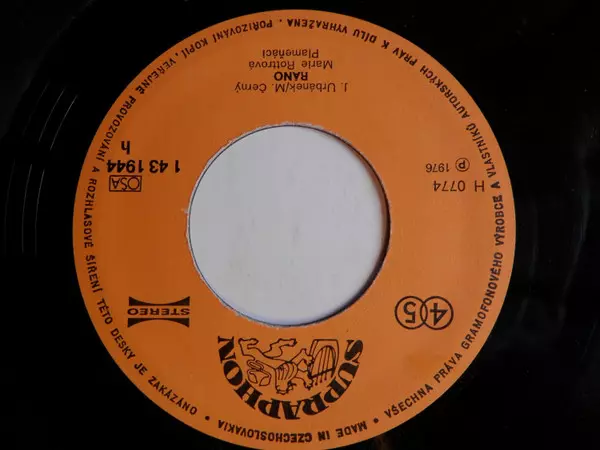 MADE IN CZECHOSLOVAKIA • VŠECHNA PRÁVA GRAMOFONOVÉHO VÝROBCE A VLASTNÍKŮ AUTORSKÝCH PRÁV K DÍLU VYHRAŽENA. POŘIZOVÁNÍ KOPIÍ, VEŘEJNÉ PROVOZOVÁNÍ A ROZHLASOVÉ ŠÍŘENÍ TÉTO DESKY JE ZAKÁZÁNO •
SUPRAPHON
45
STEREO
H 0774
OSA
Ⓟ 1976
1 43 1944
h
J. Urbánek/M. Černý
RÁNO
Marie Rottrová
Plameňáci